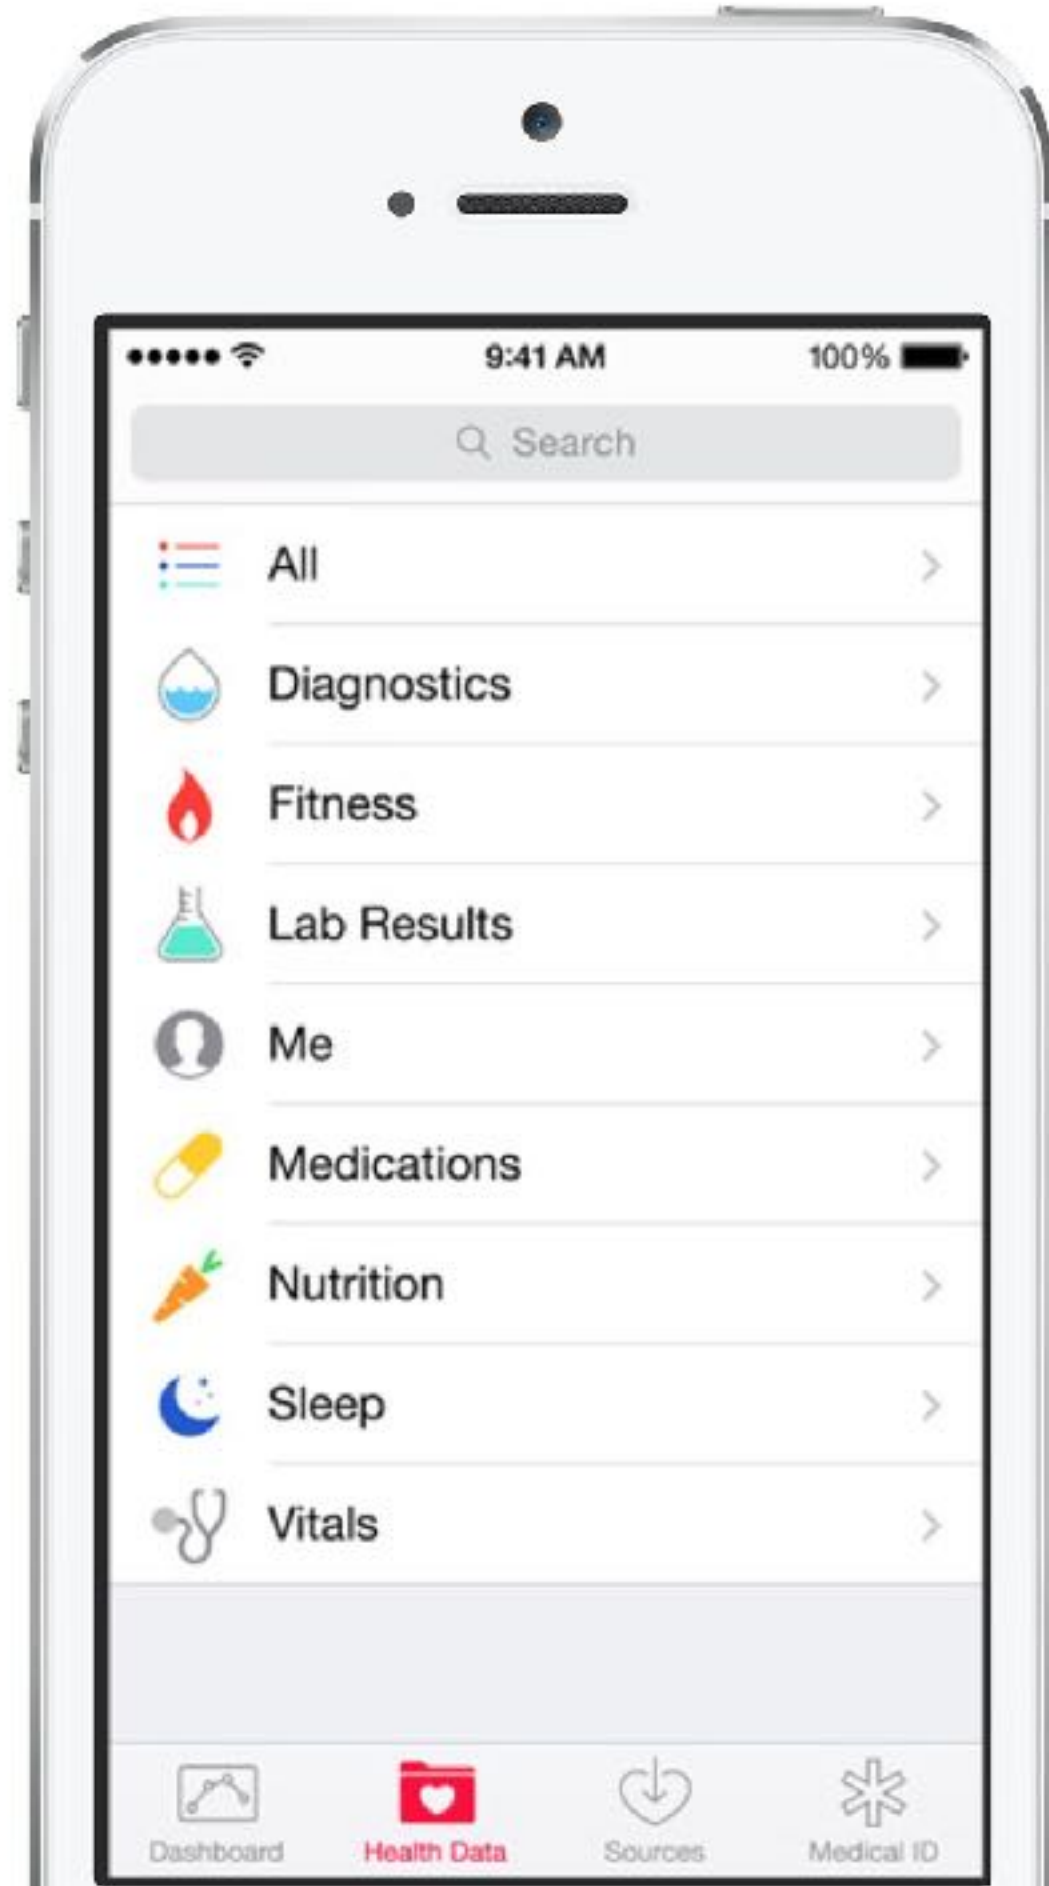 9:41 AM 100%
Search
All
Diagnostics
Fitness
Lab Results
Me
Medications
Nutrition
Sleep
Vitals
Dashboard Health Data Sources Medical ID